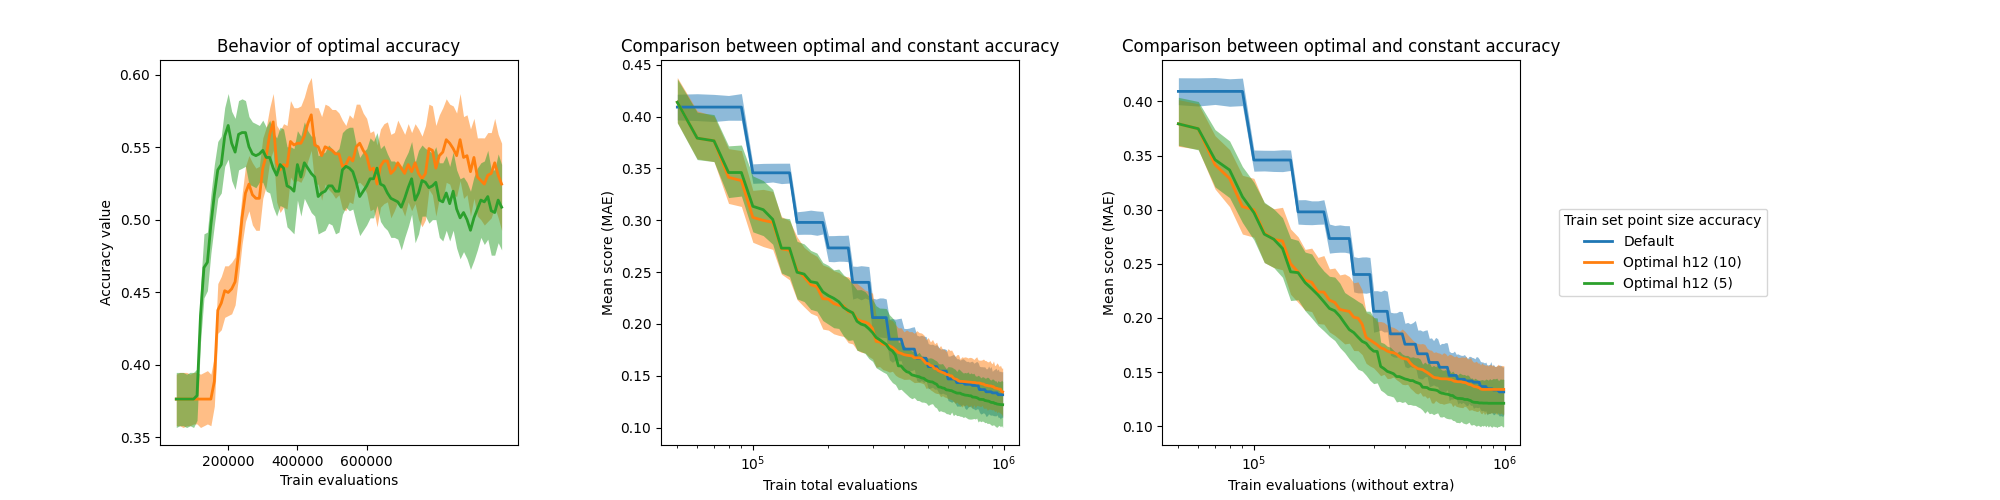 Behavior of optimal accuracy
0.60
0.55
0.50
0.45
0.40
0.35
Accuracy value
200000 400000 600000
Train evaluations
Comparison between optimal and constant accuracy
0.45
0.40
0.35
0.30
0.25
0.20
0.15
0.10
Mean score (MAE)
10^5 10^6
Train total evaluations
Comparison between optimal and constant accuracy
0.40
0.35
0.30
0.25
0.20
0.15
0.10
Mean score (MAE)
10^5 10^6
Train evaluations (without extra)
Train set point size accuracy
Default
Optimal h12 (10)
Optimal h12 (5)